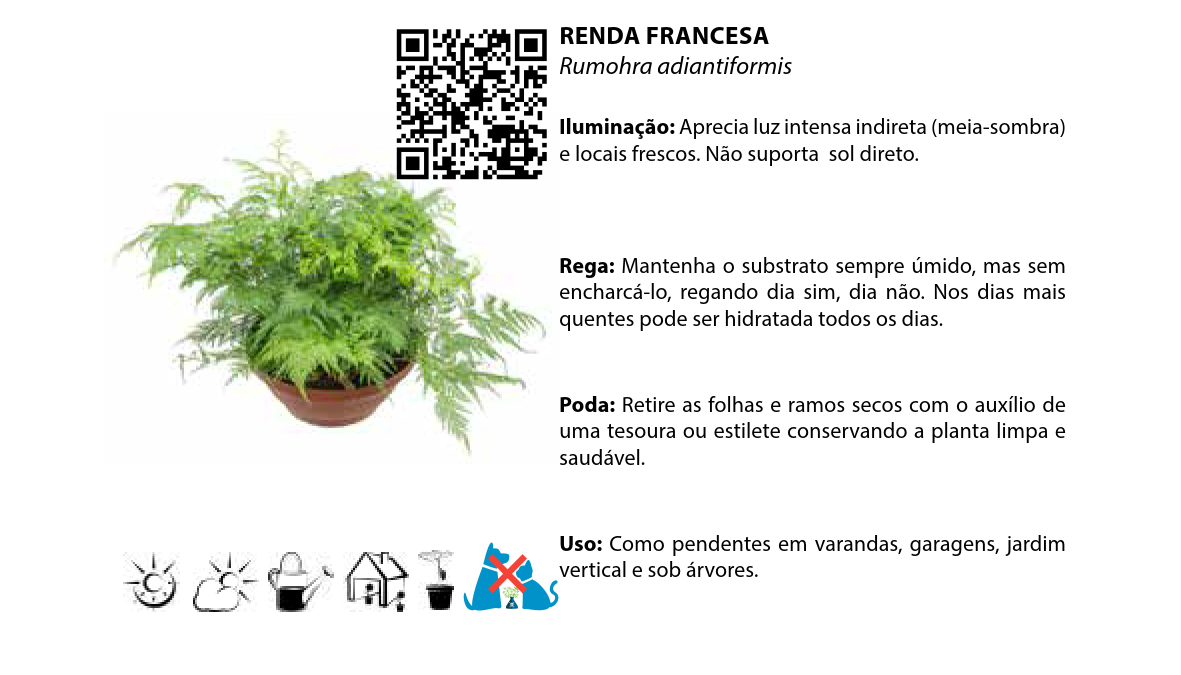 RENDA FRANCESA
Rumohra adiantiformis
Iluminação: Aprecia luz intensa indireta (meia-sombra)
e locais frescos. Não suporta  sol direto.
Rega: Mantenha o substrato sempre úmido, mas sem
encharcá-lo, regando dia sim, dia não. Nos dias mais
quentes pode ser hidratada todos os dias.
Poda: Retire as folhas e ramos secos com o auxílio de
uma tesoura ou estilete conservando a planta limpa e
saudável.
Uso: Como pendentes em varandas, garagens, jardim
vertical e sob árvores.